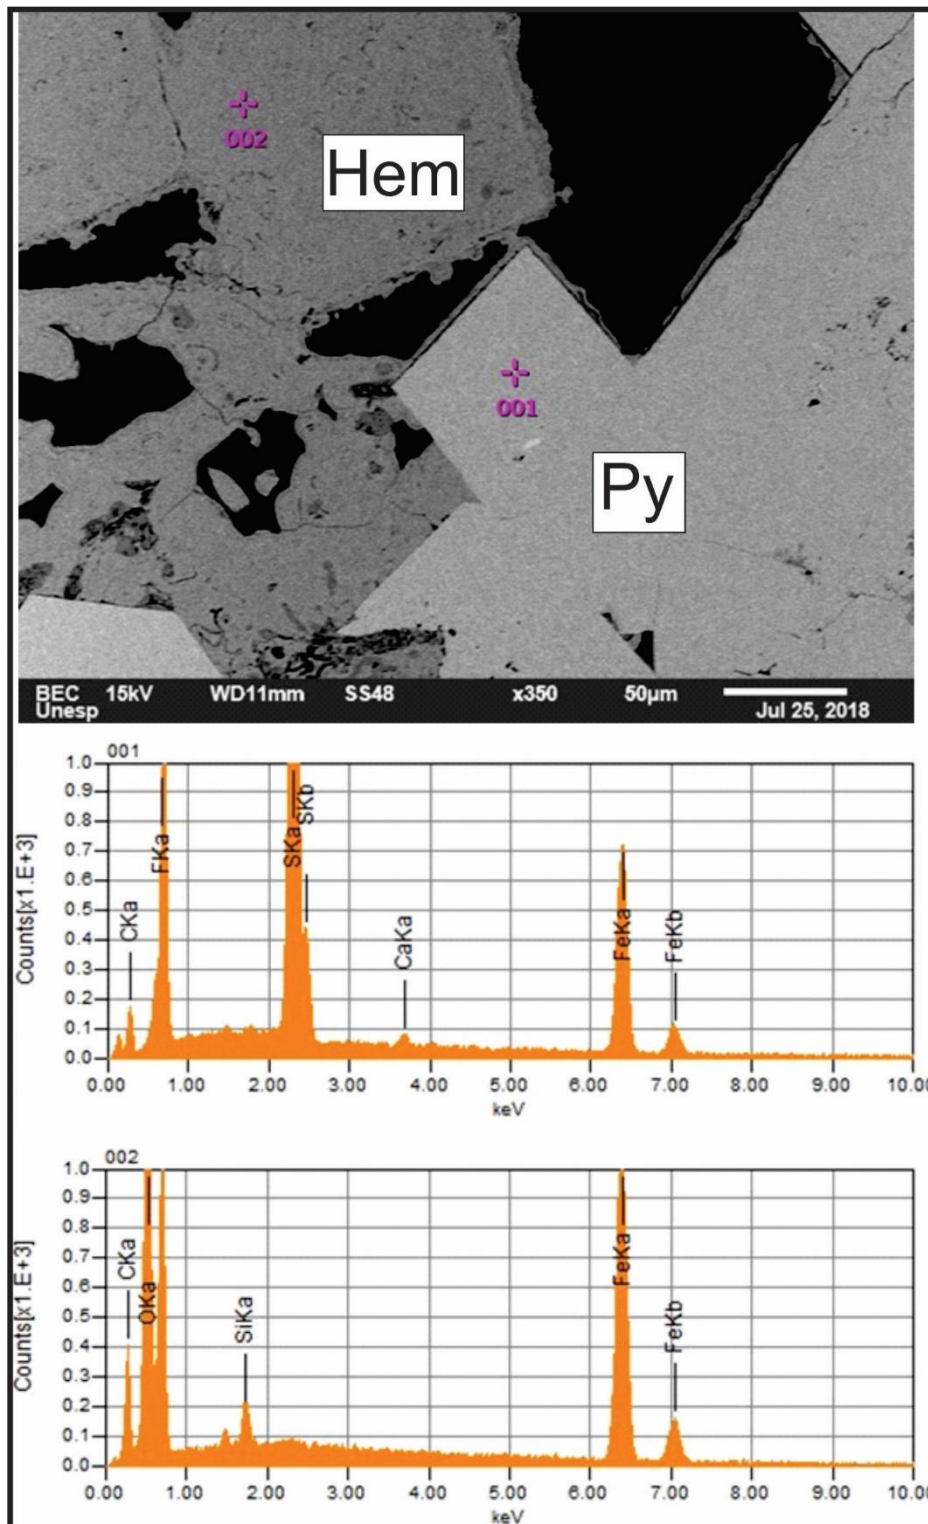 002
Hem
001
Py
BEC 15kV WD11mm SS48 x350 50µm
Unesp Jul 25, 2018
001
Counts[x1.E+3]
1.0
0.9
0.8
0.7
0.6
0.5
0.4
0.3
0.2
0.1
0.0
CKa
FKa
SKa
SKb
CaKa
FeKa
FeKb
0.00 1.00 2.00 3.00 4.00 5.00 6.00 7.00 8.00 9.00 10.00
keV
002
Counts[x1.E+3]
1.0
0.9
0.8
0.7
0.6
0.5
0.4
0.3
0.2
0.1
0.0
CKa
OKa
SiKa
FeKa
FeKb
0.00 1.00 2.00 3.00 4.00 5.00 6.00 7.00 8.00 9.00 10.00
keV